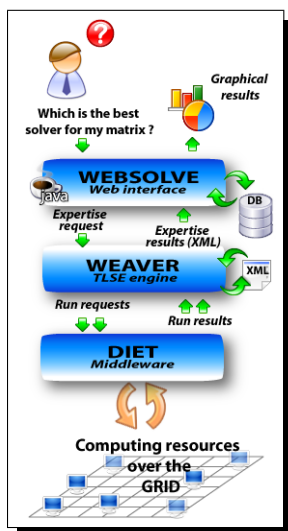 ?
Graphical
results
Which is the best
solver for my matrix ?
WEBSOLVE
Web interface
java
DB
Expertise
request
Expertise
results (XML)
WEAVER
TLSE engine
XML
Run requests
Run results
DIET
Middleware
Computing resources
over the
GRID